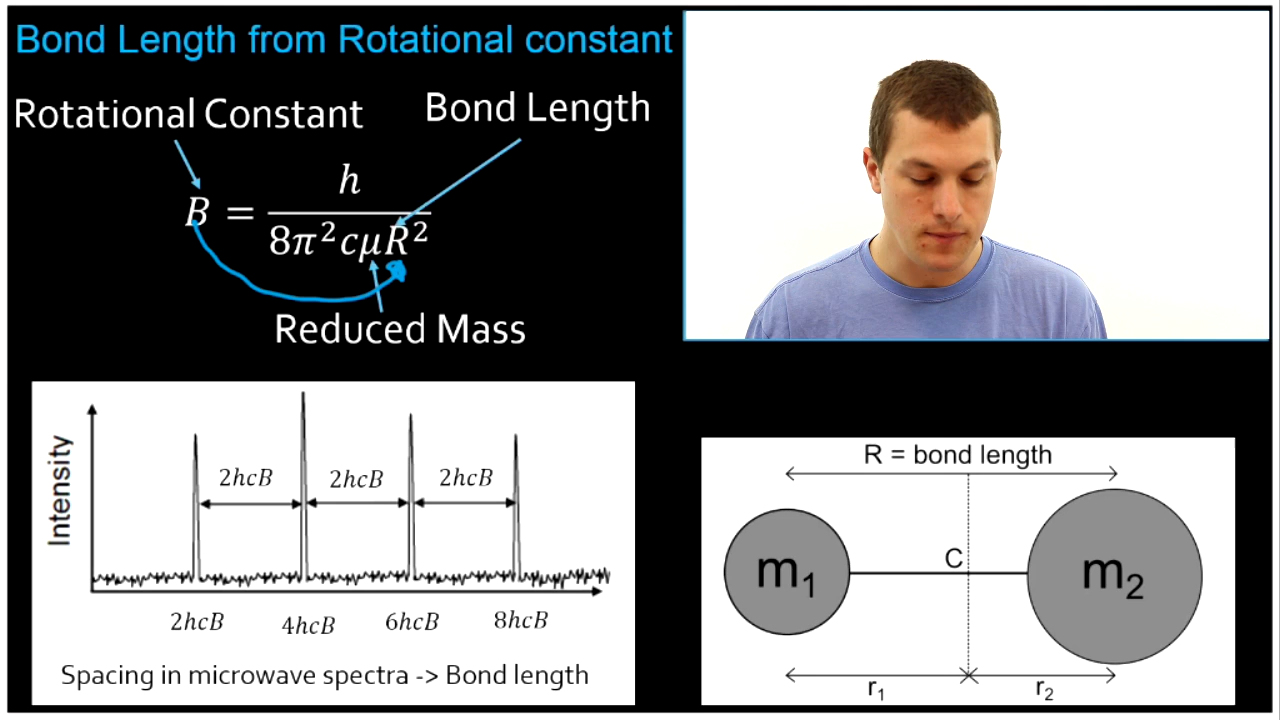 Bond Length from Rotational constant
Rotational Constant
Bond Length
B = h / 8π²cμR²
Reduced Mass
Intensity
2hcB 2hcB 2hcB
2hcB 4hcB 6hcB 8hcB
Spacing in microwave spectra -> Bond length
R = bond length
m₁ C m₂
r₁ r₂